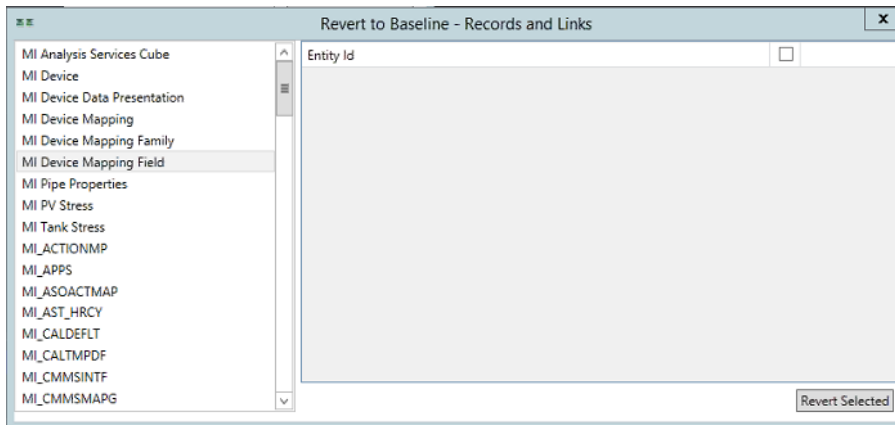 Revert to Baseline - Records and Links
x
MI Analysis Services Cube
MI Device
MI Device Data Presentation
MI Device Mapping
MI Device Mapping Family
MI Device Mapping Field
MI Pipe Properties
MI PV Stress
MI Tank Stress
MI_ACTIONMP
MI_APPS
MI_ASOACTMAP
MI_AST_HRCY
MI_CALDEFLT
MI_CALTMPDF
MI_CMMSINTF
MI_CMMSMAPG
Entity Id
Revert Selected